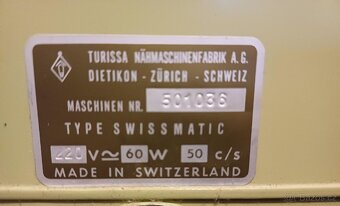 TURISSA NÄHMASCHINENFABRIK A.G.
DIETIKON - ZÜRICH - SCHWEIZ
MASCHINEN NR. 501036
TYPE SWISSMATIC
220 V ≃ 60 W 50 c/s
MADE IN SWITZERLAND